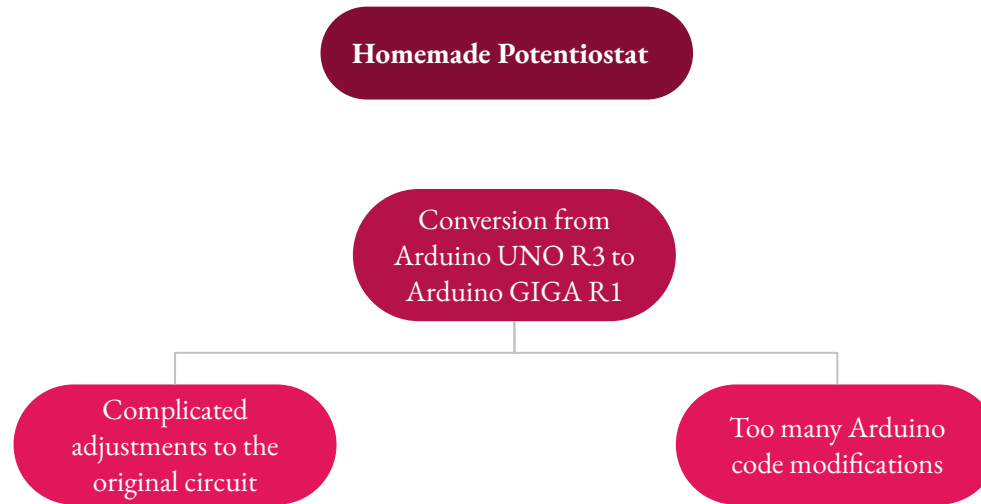 Homemade Potentiostat
Conversion from
Arduino UNO R3 to
Arduino GIGA R1
Complicated
adjustments to the
original circuit
Too many Arduino
code modifications